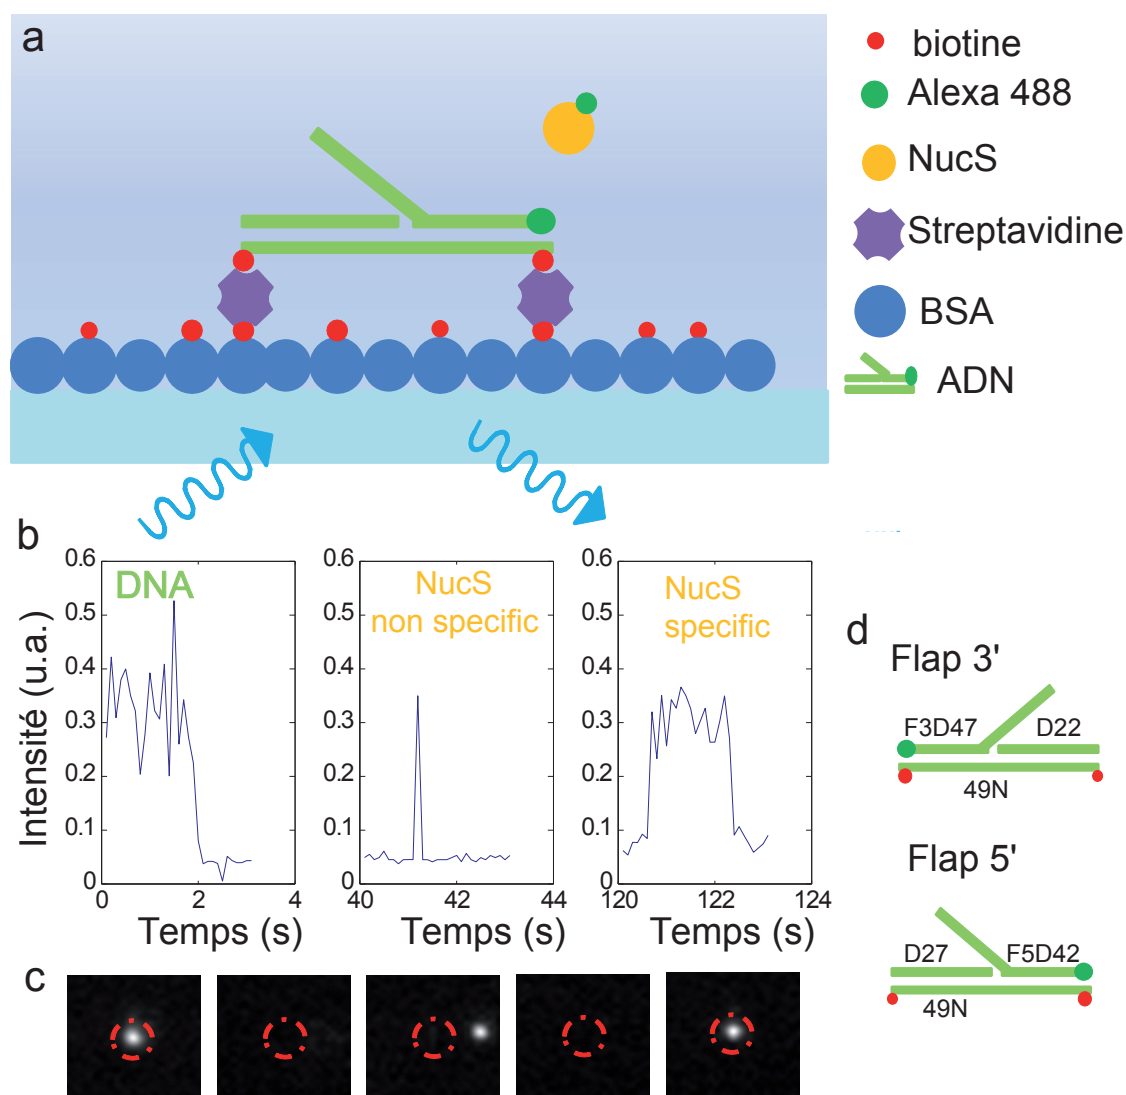 a
biotine
Alexa 488
NucS
Streptavidine
BSA
ADN
b
Intensité (u.a.)
0.6
0.5
0.4
0.3
0.2
0.1
0
DNA
0 2 4
Temps (s)
0.6
0.5
0.4
0.3
0.2
0.1
0
NucS
non specific
40 42 44
Temps (s)
0.6
0.5
0.4
0.3
0.2
0.1
0
NucS
specific
120 122 124
Temps (s)
c
d
Flap 3'
F3D47 D22
49N
Flap 5'
D27 F5D42
49N